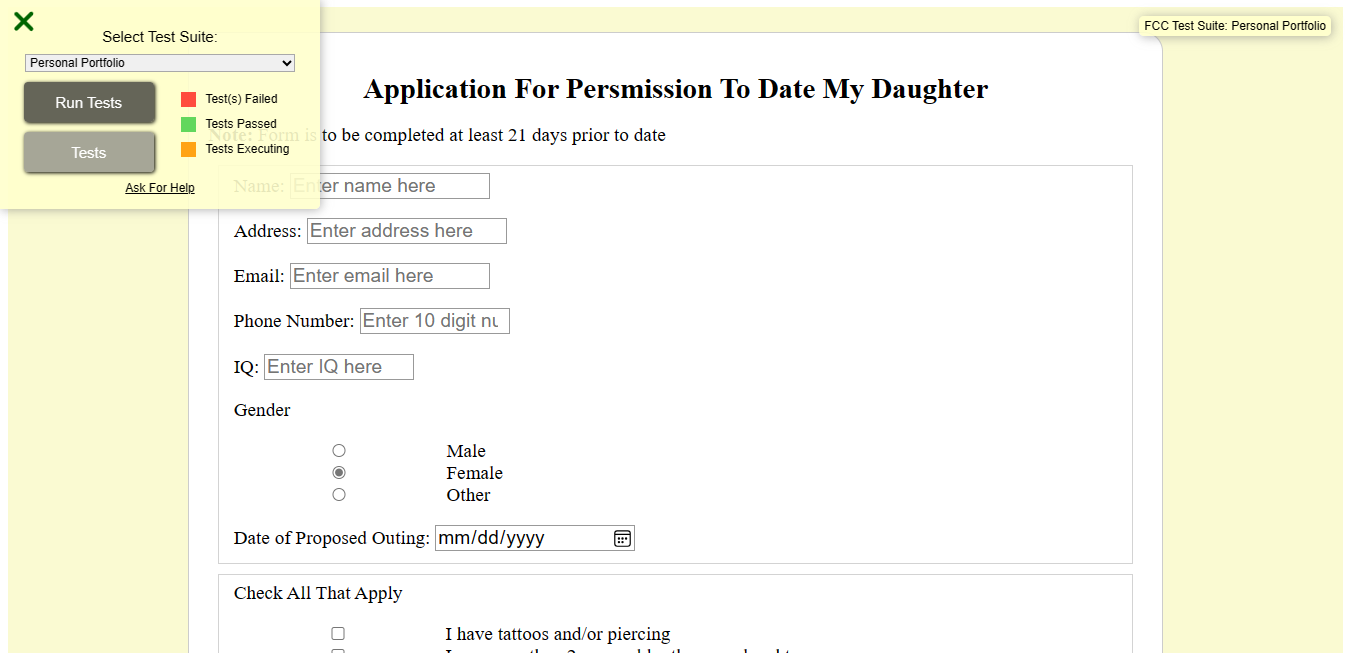 Select Test Suite:
FCC Test Suite: Personal Portfolio
Personal Portfolio
Run Tests
Tests
Test(s) Failed
Tests Passed
Tests Executing
Ask For Help
Application For Persmission To Date My Daughter
Note: Form is to be completed at least 21 days prior to date
Name: Enter name here
Address: Enter address here
Email: Enter email here
Phone Number: Enter 10 digit nu
IQ: Enter IQ here
Gender
Male
Female
Other
Date of Proposed Outing: mm/dd/yyyy
Check All That Apply
I have tattoos and/or piercing